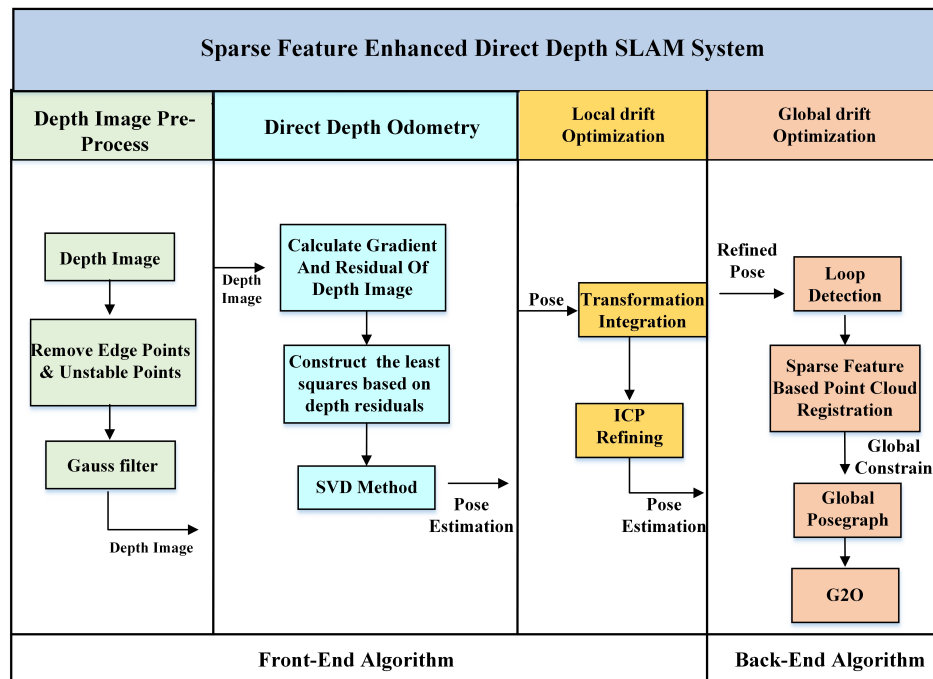 Sparse Feature Enhanced Direct Depth SLAM System
Depth Image Pre-
Process
Direct Depth Odometry
Local drift
Optimization
Global drift
Optimization
Depth Image
Remove Edge Points
& Unstable Points
Gauss filter
Depth Image
Depth
Image
Calculate Gradient
And Residual Of
Depth Image
Construct the least
squares based on
depth residuals
SVD Method
Pose
Estimation
Pose
Transformation
Integration
ICP
Refining
Pose
Estimation
Refined
Pose
Loop
Detection
Sparse Feature
Based Point Cloud
Registration
Global
Constrain
Global
Posegraph
G2O
Front-End Algorithm
Back-End Algorithm